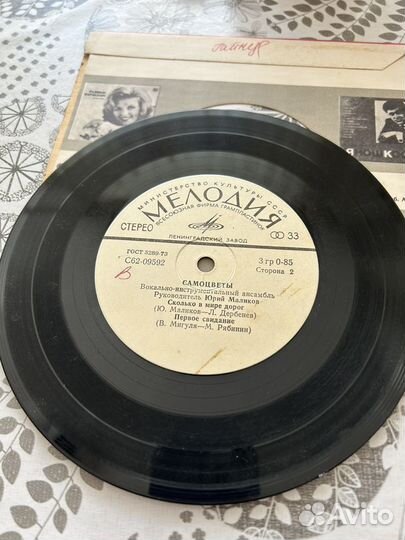 МИНИСТЕРСТВО КУЛЬТУРЫ СССР
МЕЛОДИЯ
ВСЕСОЮЗНАЯ ФИРМА ГРАМПЛАСТИНОК
СТЕРЕО
33
ЛЕНИНГРАДСКИЙ ЗАВОД
ГОСТ 5289-73
3 гр 0-85
С62-09592
Сторона 2
В
САМОЦВЕТЫ
Вокально-инструментальный ансамбль
Руководитель Юрий Маликов
Сколько в мире дорог
(Ю. Маликов—Л. Дербенев)
Первое свидание
(В. Мигуля—М. Рябинин)
Avito